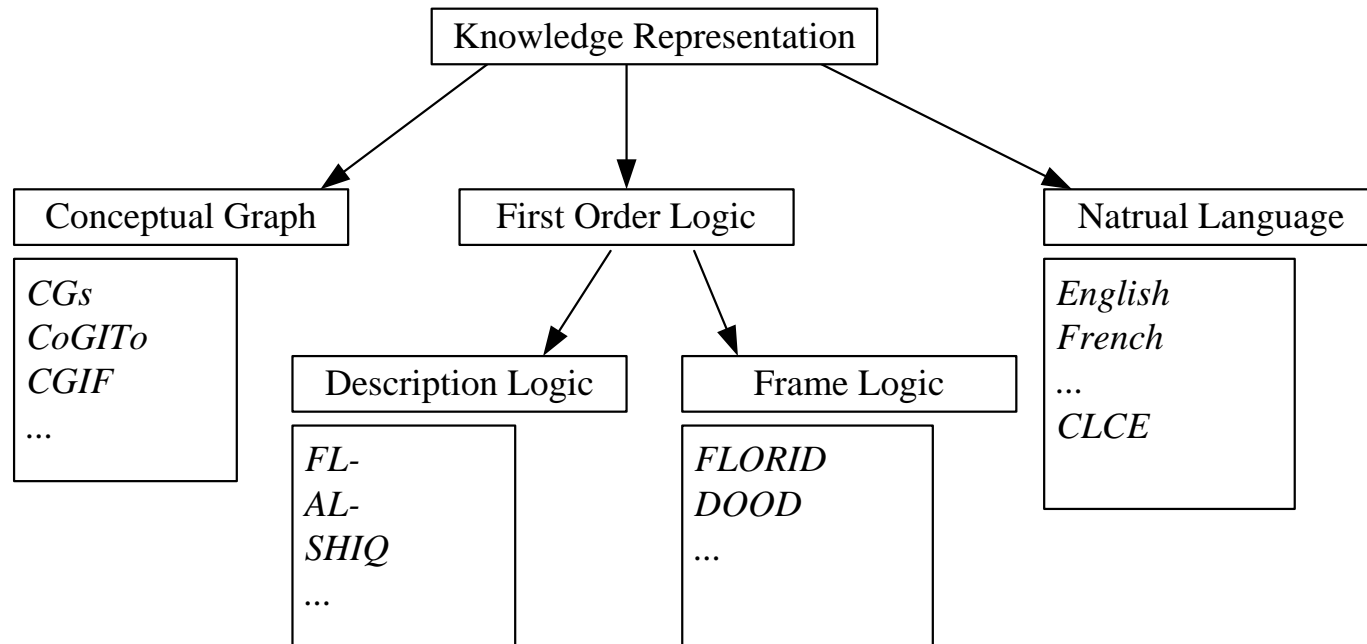 Knowledge Representation
Conceptual Graph
First Order Logic
Natrual Language
CGs
CoGITo
CGIF
...
English
French
...
CLCE
Description Logic
Frame Logic
FL-
AL-
SHIQ
...
FLORID
DOOD
...